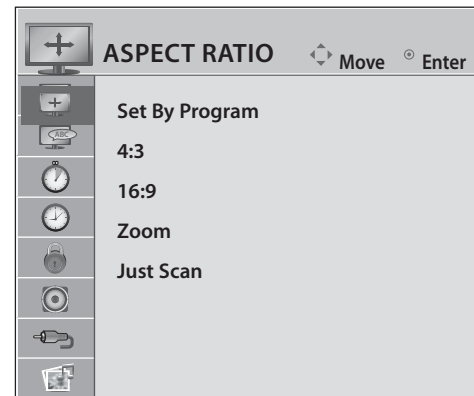 ASPECT RATIO Move Enter
ABC
Set By Program
4:3
16:9
Zoom
Just Scan